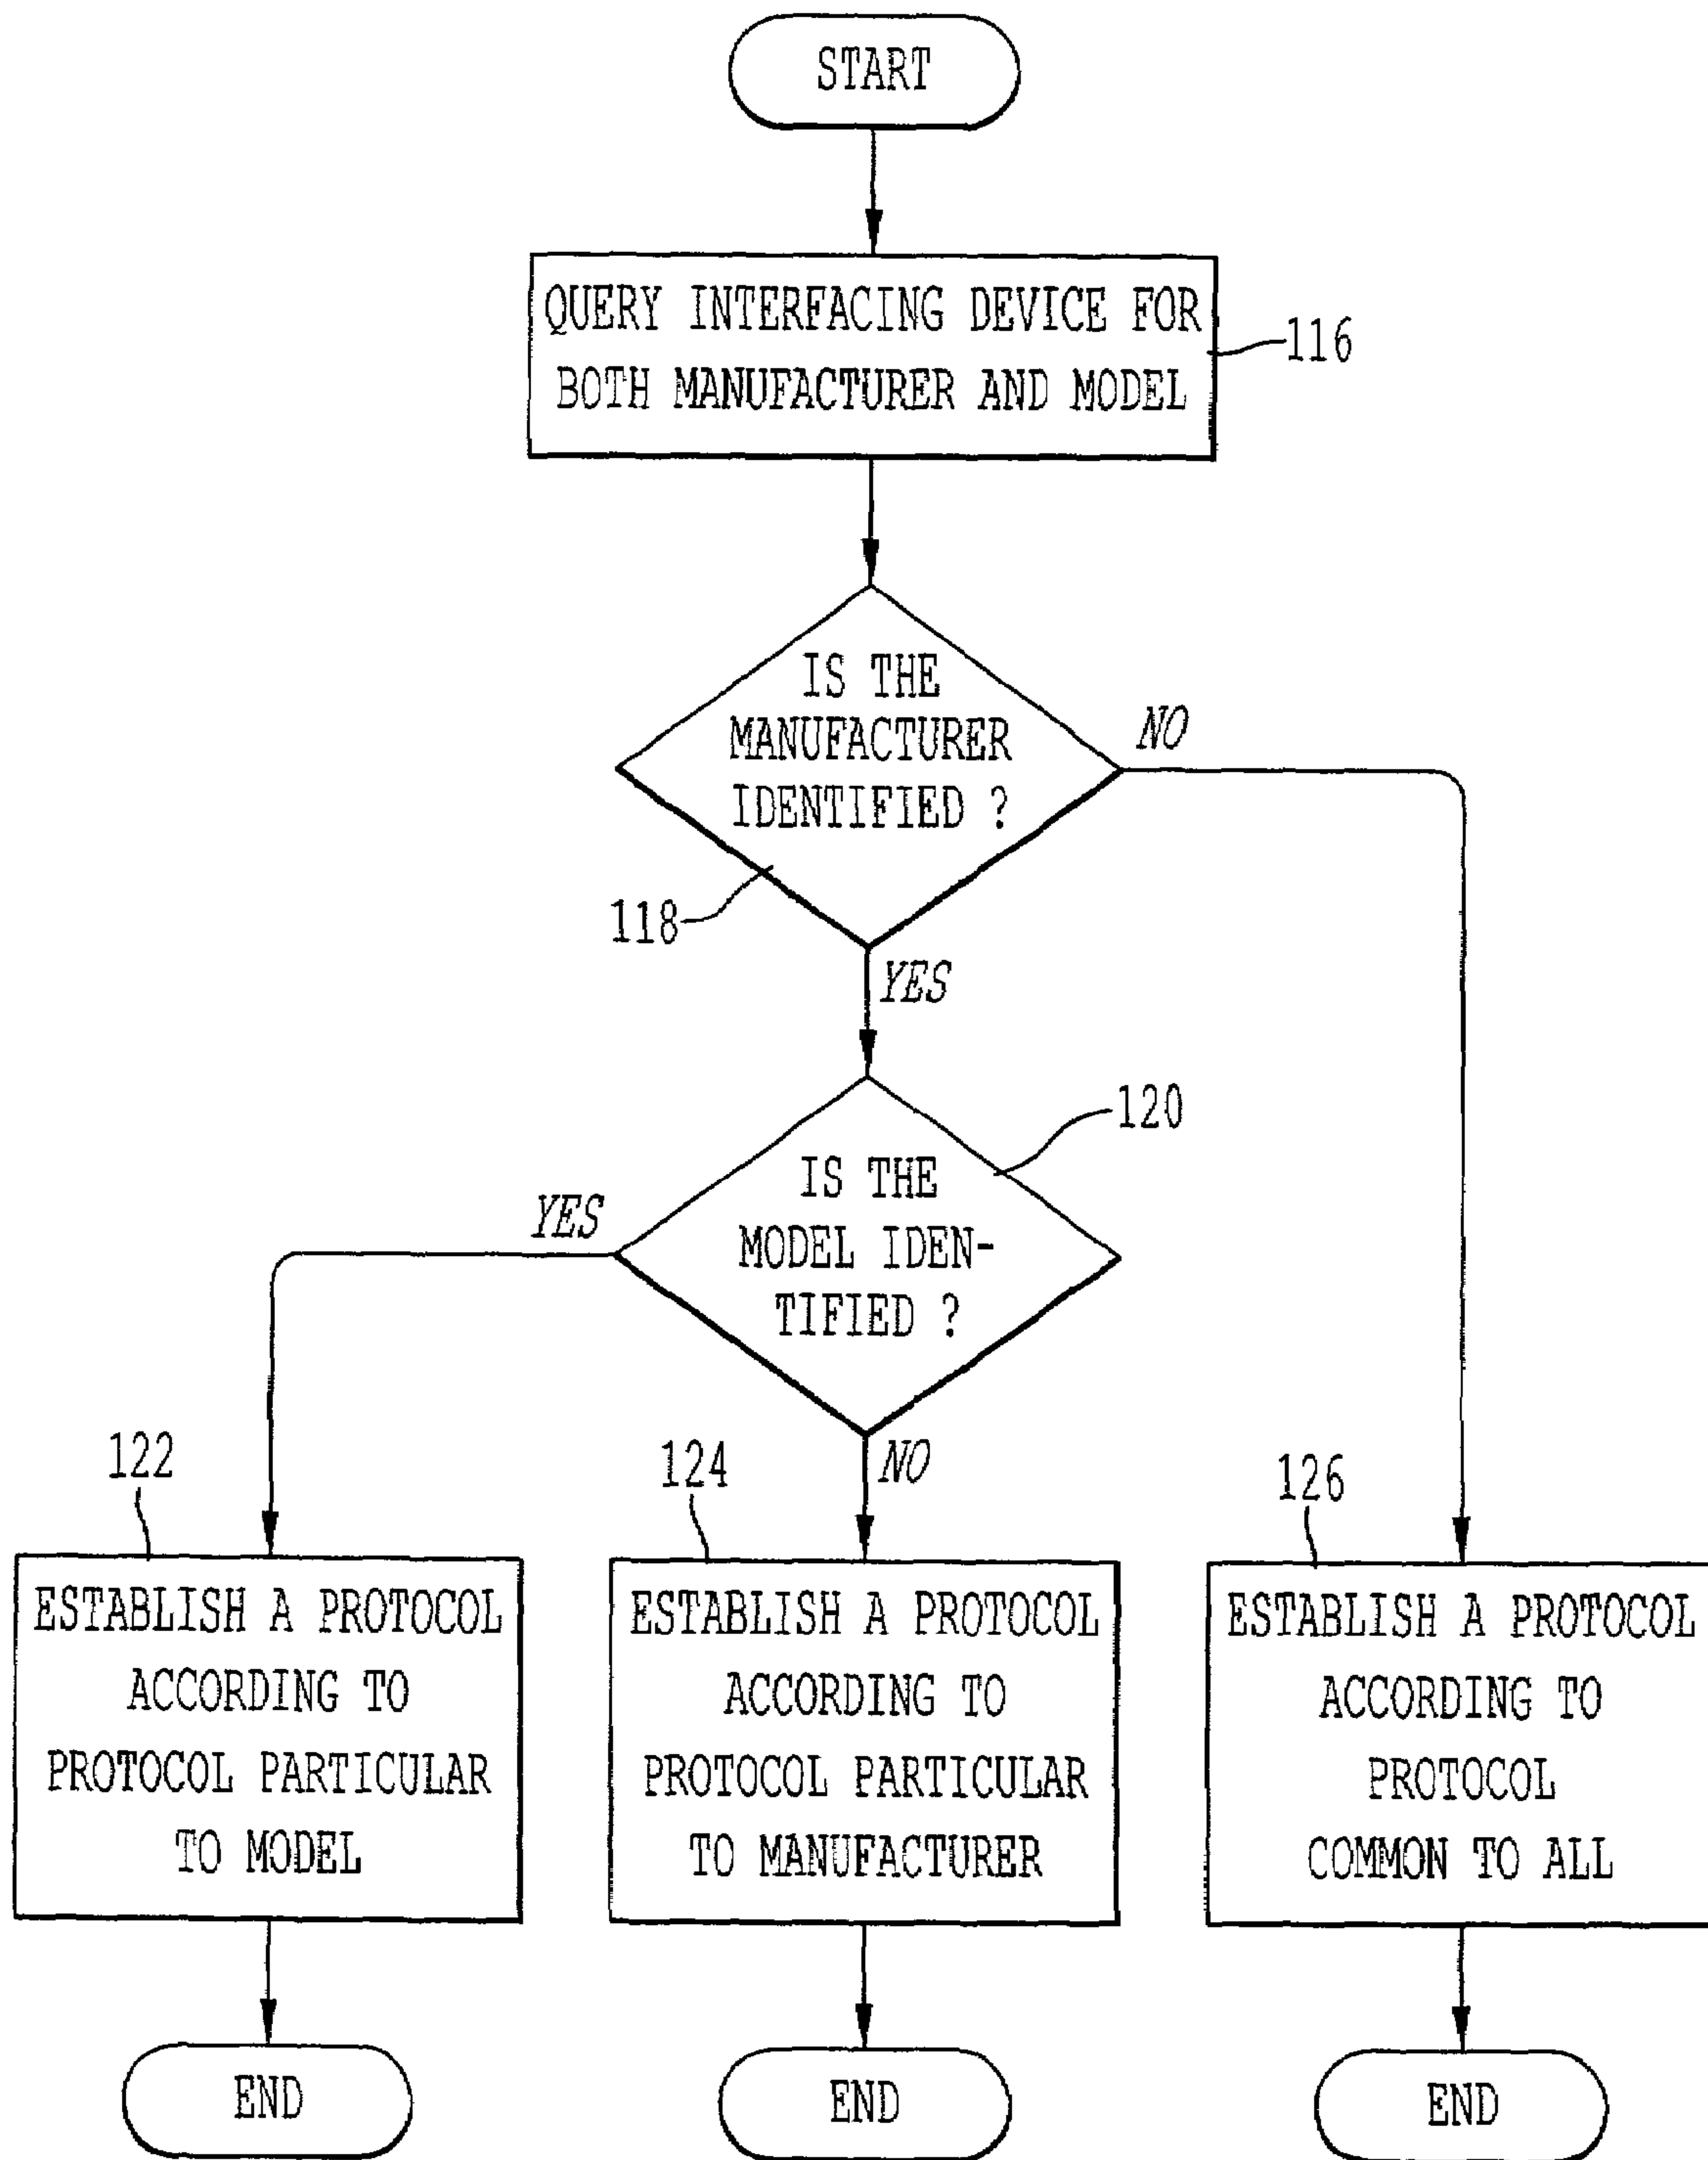 START
QUERY INTERFACING DEVICE FOR
BOTH MANUFACTURER AND MODEL
116
IS THE
MANUFACTURER
IDENTIFIED ?
NO
118
YES
120
IS THE
MODEL IDEN-
TIFIED ?
YES
NO
122
124
126
ESTABLISH A PROTOCOL
ACCORDING TO
PROTOCOL PARTICULAR
TO MODEL
ESTABLISH A PROTOCOL
ACCORDING TO
PROTOCOL PARTICULAR
TO MANUFACTURER
ESTABLISH A PROTOCOL
ACCORDING TO
PROTOCOL
COMMON TO ALL
END
END
END